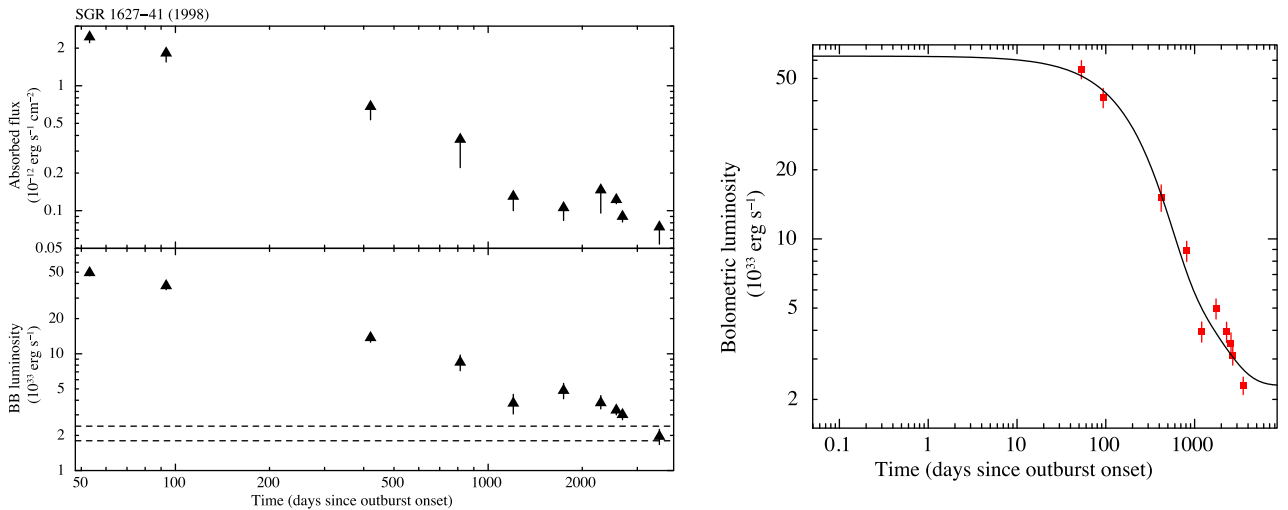 SGR 1627−41 (1998)
Absorbed flux
(10⁻¹² erg s⁻¹ cm⁻²)
2
1
0.5
0.2
0.1
0.05
BB luminosity
(10³³ erg s⁻¹)
50
20
10
5
2
1
50 100 200 500 1000 2000
Time (days since outburst onset)
Bolometric luminosity
(10³³ erg s⁻¹)
50
20
10
5
2
0.1 1 10 100 1000
Time (days since outburst onset)